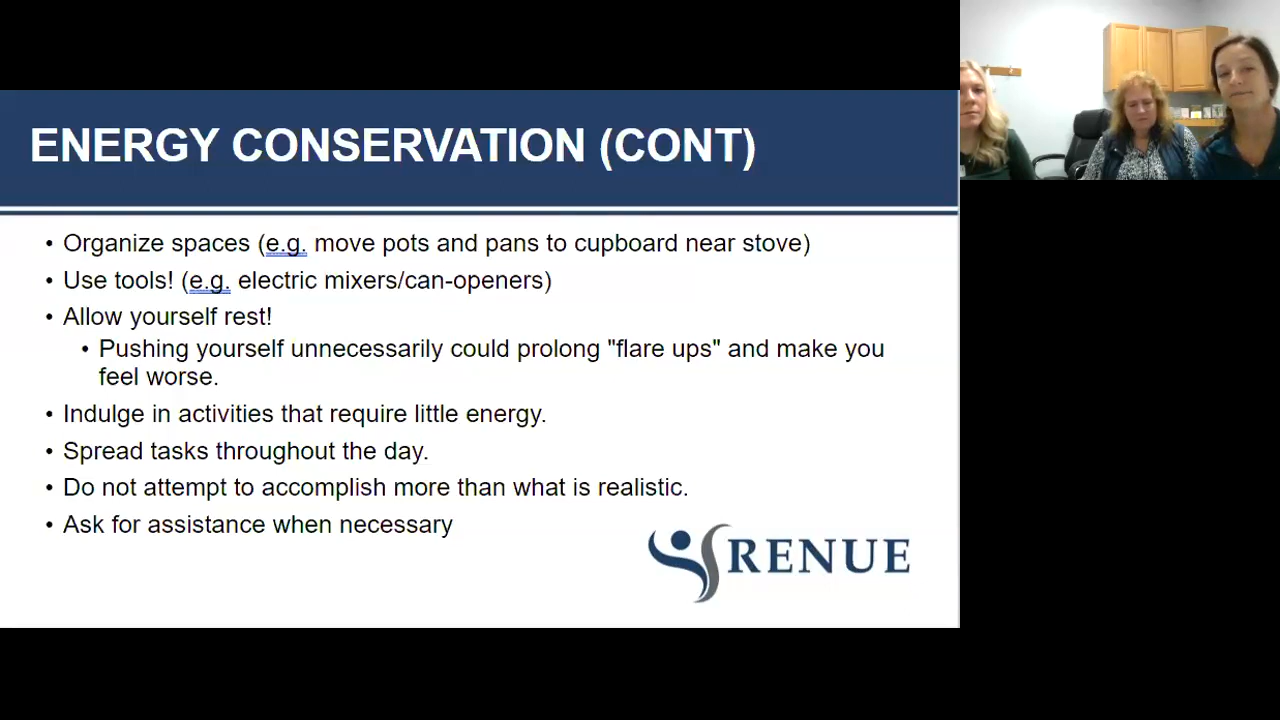 ENERGY CONSERVATION (CONT)
• Organize spaces (e.g. move pots and pans to cupboard near stove)
• Use tools! (e.g. electric mixers/can-openers)
• Allow yourself rest!
• Pushing yourself unnecessarily could prolong "flare ups" and make you
feel worse.
• Indulge in activities that require little energy.
• Spread tasks throughout the day.
• Do not attempt to accomplish more than what is realistic.
• Ask for assistance when necessary
RENUE